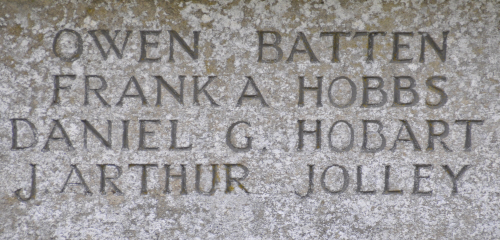 OWEN BATTEN
FRANK A HOBBS
DANIEL G. HOBART
J ARTHUR JOLLEY